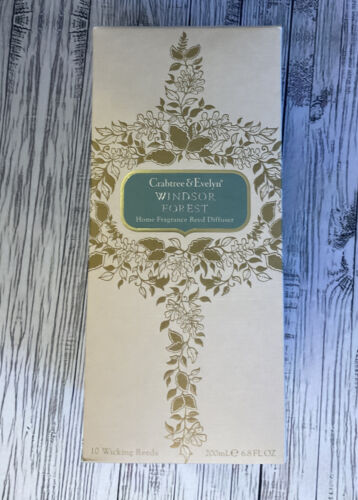 Crabtree & Evelyn®
WINDSOR
FOREST
Home Fragrance Reed Diffuser
10 Wicking Reeds 200mL ℮ 6.8 FL OZ